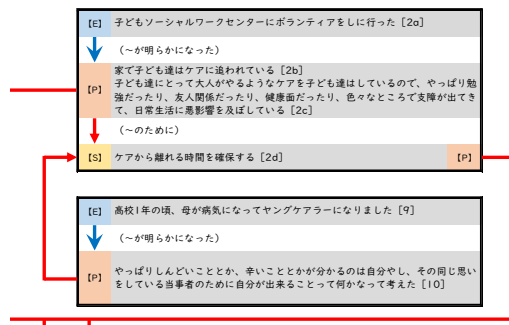 【E】 子どもソーシャルワークセンターにボランティアをしに行った［2a］
（～が明らかになった）
家で子ども達はケアに追われている［2b］
【P】 子ども達にとって大人がやるようなケアを子ども達はしているので、やっぱり勉
強だったり、友人関係だったり、健康面だったり、色々なところで支障が出てき
て、日常生活に悪影響を及ぼしている［2c］
（～のために）
【S】 ケアから離れる時間を確保する［2d］ 【P】
【E】 高校1年の頃、母が病気になってヤングケアラーになりました［9］
（～が明らかになった）
【P】 やっぱりしんどいこととか、辛いこととかが分かるのは自分やし、その同じ思い
をしている当事者のために自分が出来ることって何かなって考えた［10］